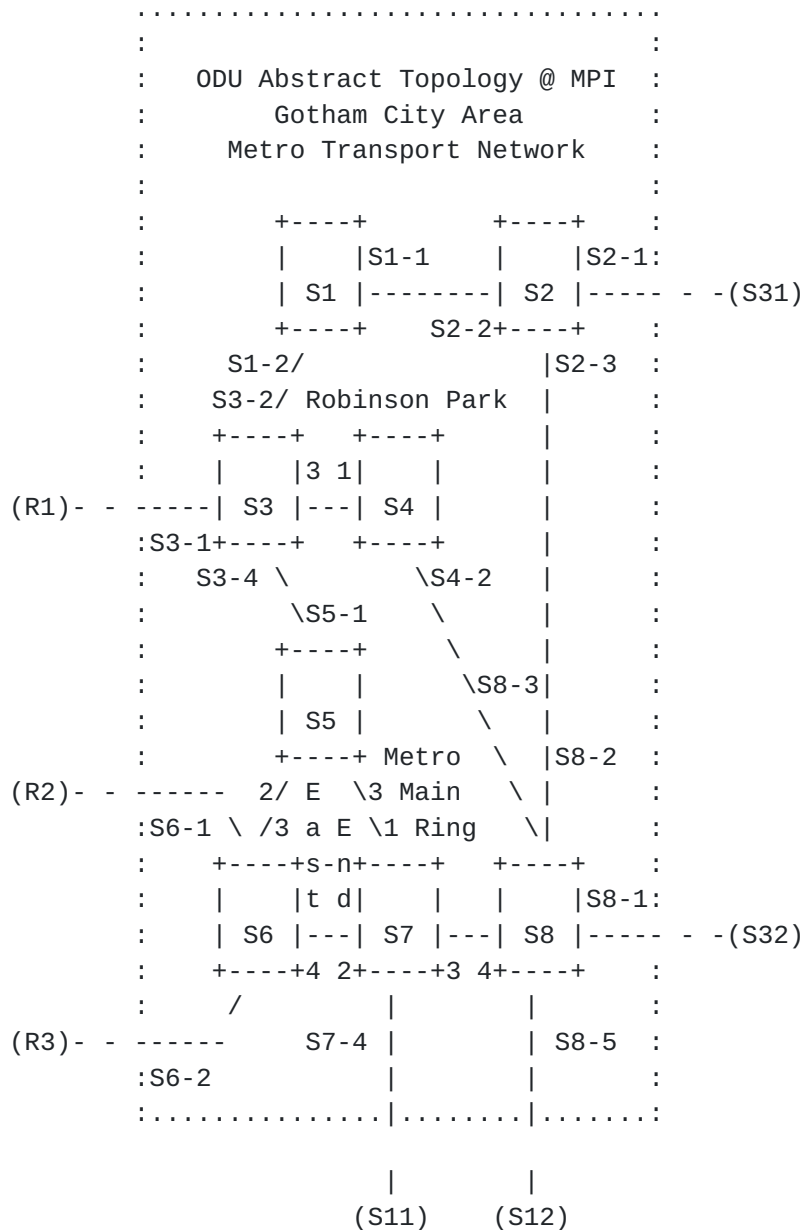 ODU Abstract Topology @ MPI
Gotham City Area
Metro Transport Network
S1-1 S2-1
S1 S2 (S31)
S2-2
S1-2 S2-3
S3-2 Robinson Park
3 1
(R1) S3 S4
S3-1
S3-4 S4-2
S5-1
S8-3
S5
Metro S8-2
(R2) 2 E 3 Main
S6-1 3 a E 1 Ring
s-n
t d S8-1
S6 S7 S8 (S32)
4 2 3 4
(R3) S7-4 S8-5
S6-2
(S11) (S12)